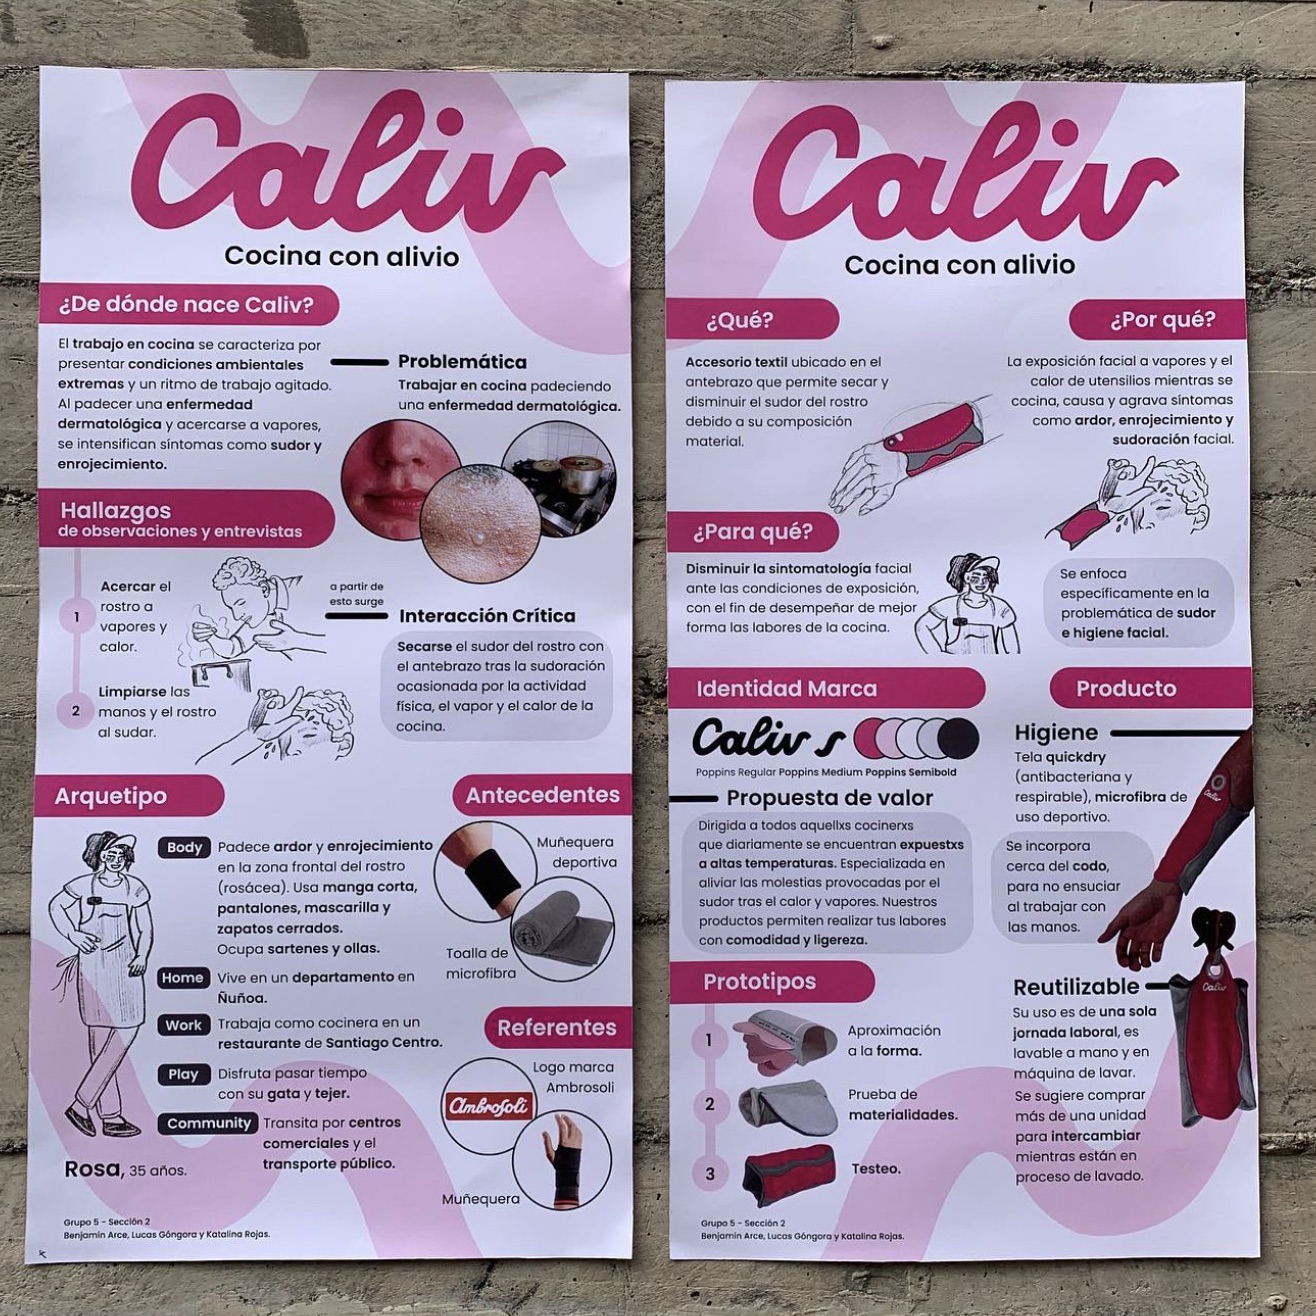 Caliv
Cocina con alivio
¿De dónde nace Caliv?
El trabajo en cocina se caracteriza por
presentar condiciones ambientales
extremas y un ritmo de trabajo agitado.
Al padecer una enfermedad
dermatológica y acercarse a vapores,
se intensifican síntomas como sudor y
enrojecimiento.
Problemática
Trabajar en cocina padeciendo
una enfermedad dermatológica.
Hallazgos
de observaciones y entrevistas
1
Acercar el
rostro a
vapores y
calor.
2
Limpiarse las
manos y el rostro
al sudar.
a partir de
esto surge
Interacción Crítica
Secarse el sudor del rostro con
el antebrazo tras la sudoración
ocasionada por la actividad
física, el vapor y el calor de la
cocina.
Arquetipo
Body
Padece ardor y enrojecimiento
en la zona frontal del rostro
(rosácea). Usa manga corta,
pantalones, mascarilla y
zapatos cerrados.
Ocupa sartenes y ollas.
Home
Vive en un departamento en
Ñuñoa.
Work
Trabaja como cocinera en un
restaurante de Santiago Centro.
Play
Disfruta pasar tiempo
con su gata y tejer.
Community
Transita por centros
comerciales y el
transporte público.
Rosa, 35 años.
Antecedentes
Muñequera
deportiva
Toalla de
microfibra
Referentes
Logo marca
Ambrosoli
Ambrosoli
Muñequera
Grupo 5 - Sección 2
Benjamín Arce, Lucas Góngora y Katalina Rojas.
Caliv
Cocina con alivio
¿Qué?
Accesorio textil ubicado en el
antebrazo que permite secar y
disminuir el sudor del rostro
debido a su composición
material.
¿Por qué?
La exposición facial a vapores y el
calor de utensilios mientras se
cocina, causa y agrava síntomas
como ardor, enrojecimiento y
sudoración facial.
¿Para qué?
Disminuir la sintomatología facial
ante las condiciones de exposición,
con el fin de desempeñar de mejor
forma las labores de la cocina.
Se enfoca
específicamente en la
problemática de sudor
e higiene facial.
Identidad Marca
Caliv
Poppins Regular Poppins Medium Poppins Semibold
Propuesta de valor
Dirigida a todos aquellxs cocinerxs
que diariamente se encuentran expuestxs
a altas temperaturas. Especializada en
aliviar las molestias provocadas por el
sudor tras el calor y vapores. Nuestros
productos permiten realizar tus labores
con comodidad y ligereza.
Prototipos
1
Aproximación
a la forma.
2
Prueba de
materialidades.
3
Testeo.
Producto
Higiene
Tela quickdry
(antibacteriana y
respirable), microfibra de
uso deportivo.
Caliv
Se incorpora
cerca del codo,
para no ensuciar
al trabajar con
las manos.
Reutilizable
Caliv
Su uso es de una sola
jornada laboral, es
lavable a mano y en
máquina de lavar.
Se sugiere comprar
más de una unidad
para intercambiar
mientras están en
proceso de lavado.
Grupo 5 - Sección 2
Benjamín Arce, Lucas Góngora y Katalina Rojas.